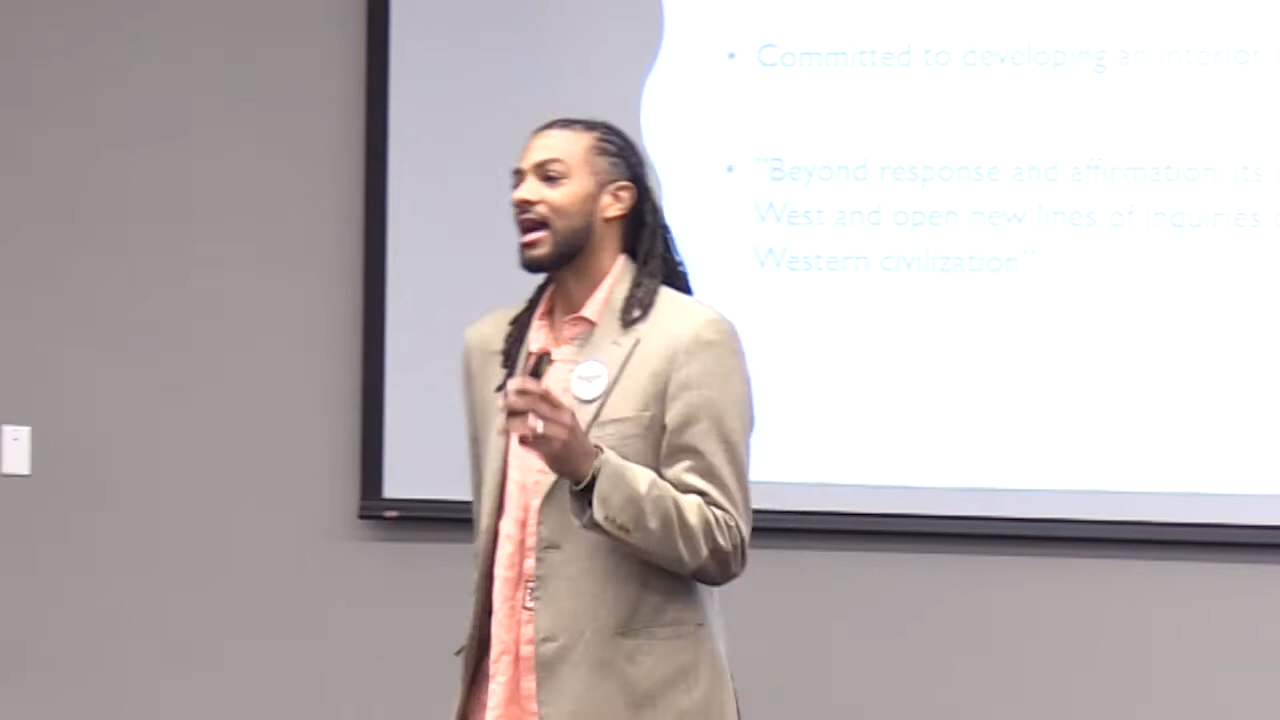 • Committed to developing an interior
• "Beyond response and affirmation its
West and open new lines of inquiries
Western civilization"